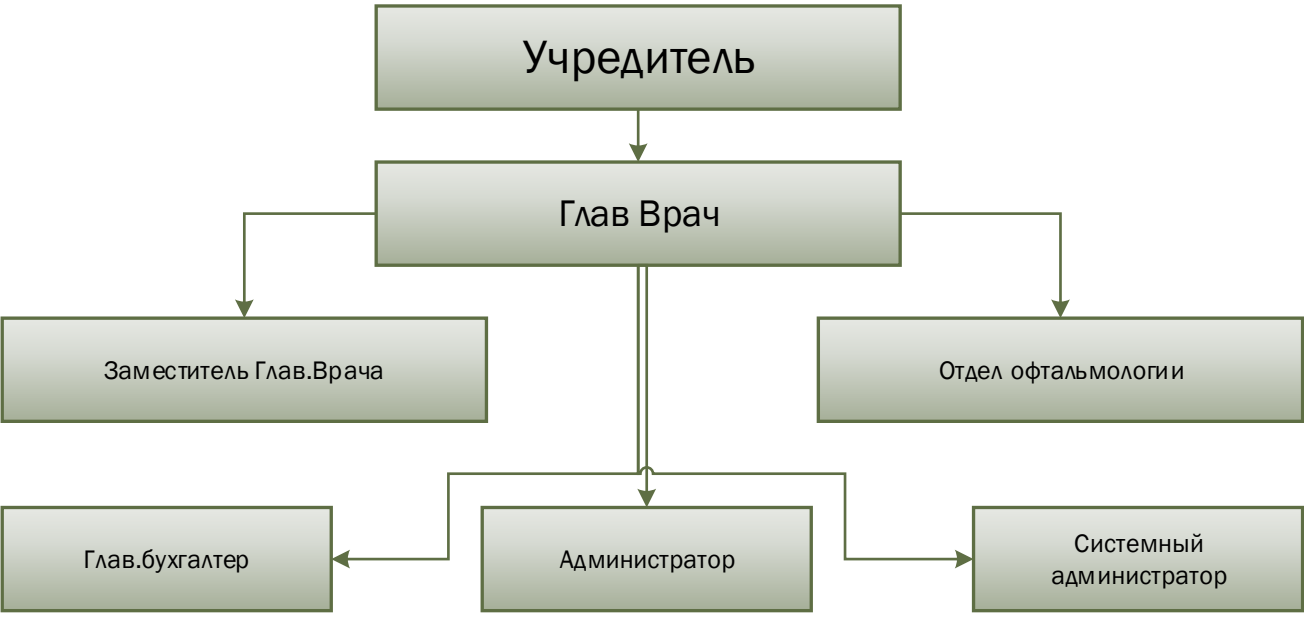 Учредитель
Глав Врач
Заместитель Глав.Врача
Отдел офтальмологии
Глав.бухгалтер
Администратор
Системный
администратор